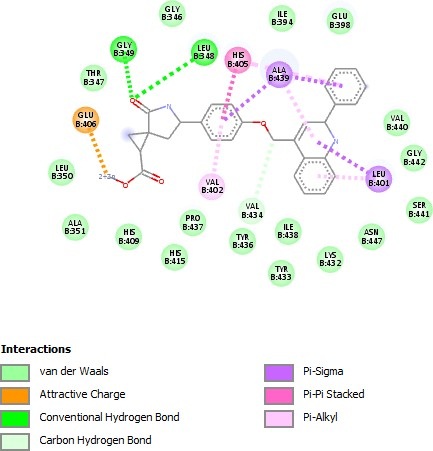 GLY
B:346
ILE
B:394
GLU
B:398
GLY
B:349
LEU
B:348
HIS
B:405
ALA
B:439
THR
B:347
GLU
B:406
VAL
B:440
GLY
B:442
LEU
B:350
LEU
B:401
VAL
B:402
SER
B:441
ALA
B:351
HIS
B:409
PRO
B:437
VAL
B:434
TYR
B:436
ILE
B:438
ASN
B:447
HIS
B:415
TYR
B:433
LYS
B:432
O
N
O
N
O
O
Interactions
van der Waals
Attractive Charge
Conventional Hydrogen Bond
Carbon Hydrogen Bond
Pi-Sigma
Pi-Pi Stacked
Pi-Alkyl